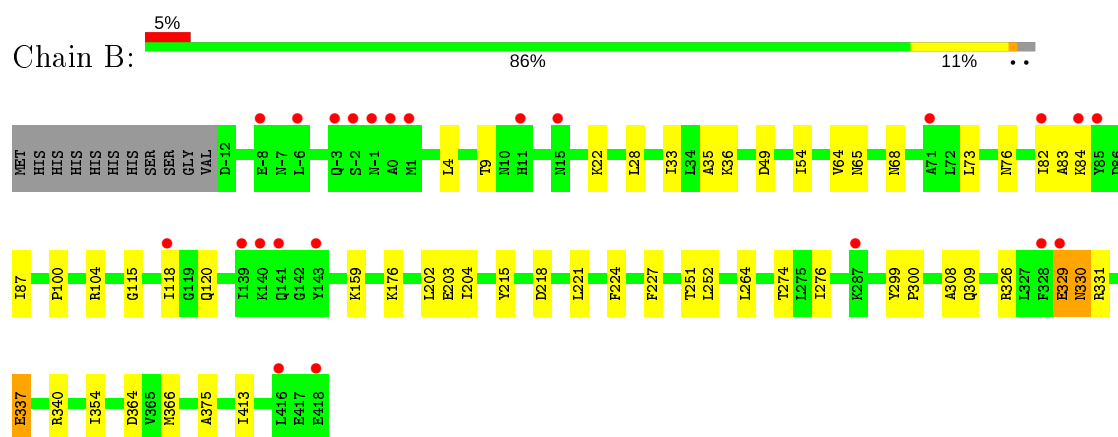 5%
Chain B:
86% 11% • •
MET HIS HIS HIS HIS HIS HIS SER SER GLY VAL D-12 E-8 N-7 L-6 Q-3 S-2 N-1 A0 M1 L4 T9 N10 H11 N15 K22 L28 I33 L34 A35 K36 D49 I54 V64 N65 N68 A71 L72 L73 N76 I82 A83 K84 Y85 D86
I87 P100 R104 G115 I118 G119 Q120 I139 K140 Q141 G142 Y143 K159 K176 L202 E203 I204 Y215 D218 L221 F224 F227 T251 L252 L264 T274 L275 I276 K287 Y299 P300 A308 Q309 R326 L327 F328 E329 N330 R331
E337 R340 I354 D364 V365 M366 A375 I413 L416 E417 E418